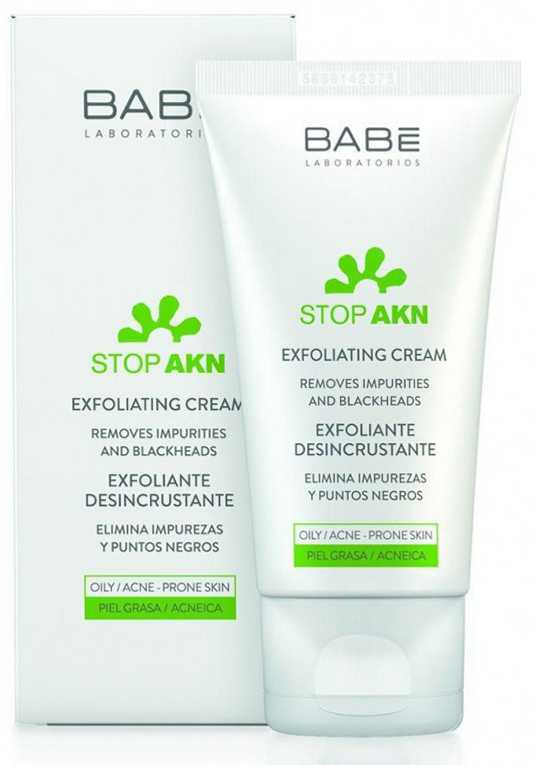 BABĒ
LABORATORIOS
STOP AKN
EXFOLIATING CREAM
REMOVES IMPURITIES
AND BLACKHEADS
EXFOLIANTE
DESINCRUSTANTE
ELIMINA IMPUREZAS
Y PUNTOS NEGROS
OILY / ACNE - PRONE SKIN
PIEL GRASA / ACNEICA
BAB
LABORATORI
STOP AKN
EXFOLIATING CREAM
REMOVES IMPURITIES
AND BLACKHEADS
EXFOLIANTE
DESINCRUSTANTE
ELIMINA IMPUREZAS
Y PUNTOS NEGROS
OILY / ACNE - PRONE SKIN
PIEL GRASA / ACNEICA